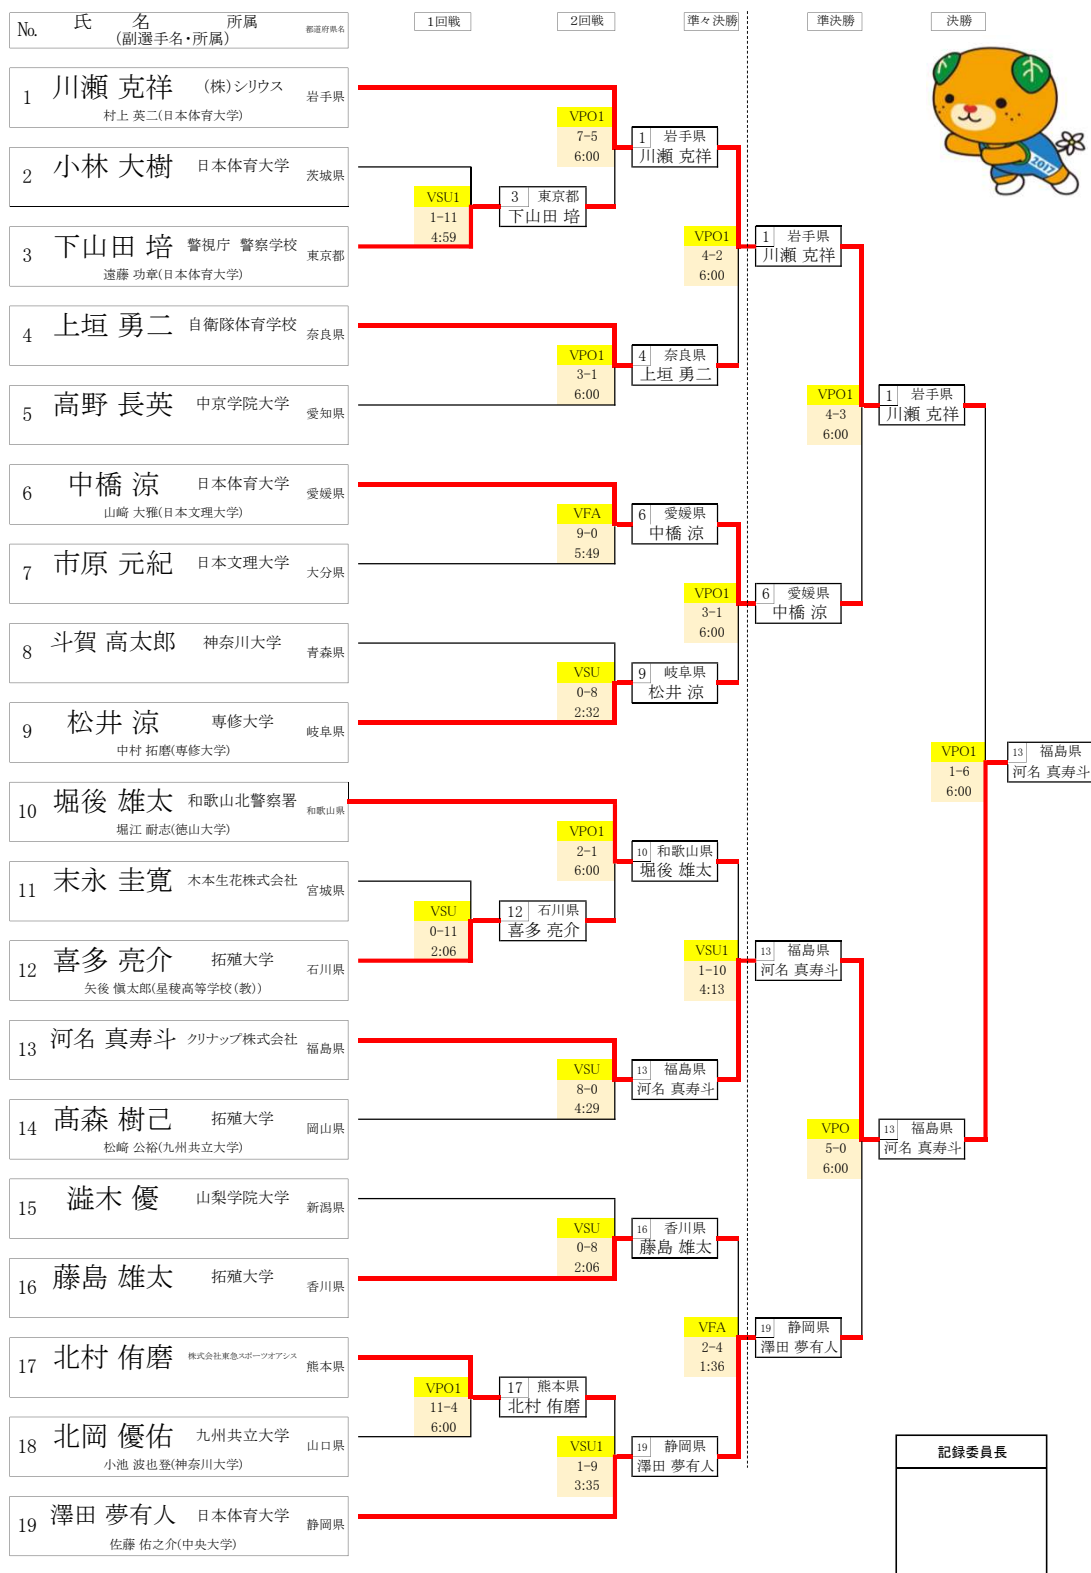 No. 氏 名 所属 都道府県名
(副選手名・所属)
1回戦 2回戦 準々決勝 準決勝 決勝
1 川瀬 克祥 (株)シリウス 岩手県
村上 英二(日本体育大学)
2 小林 大樹 日本体育大学 茨城県
3 下山田 培 警視庁 警察学校 東京都
遠藤 功章(日本体育大学)
4 上垣 勇二 自衛隊体育学校 奈良県
5 高野 長英 中京学院大学 愛知県
6 中橋 涼 日本体育大学 愛媛県
山﨑 大雅(日本文理大学)
7 市原 元紀 日本文理大学 大分県
8 斗賀 高太郎 神奈川大学 青森県
9 松井 涼 専修大学 岐阜県
中村 拓磨(専修大学)
10 堀後 雄太 和歌山北警察署 和歌山県
堀江 耐志(徳山大学)
11 末永 圭寛 木本生花株式会社 宮城県
12 喜多 亮介 拓殖大学 石川県
矢後 愼太郎(星稜高等学校(教))
13 河名 真寿斗 クリナップ株式会社 福島県
14 髙森 樹己 拓殖大学 岡山県
松崎 公裕(九州共立大学)
15 澁木 優 山梨学院大学 新潟県
16 藤島 雄太 拓殖大学 香川県
17 北村 侑磨 株式会社東急スポーツオアシス 熊本県
18 北岡 優佑 九州共立大学 山口県
小池 波也登(神奈川大学)
19 澤田 夢有人 日本体育大学 静岡県
佐藤 佑之介(中央大学)
VSU1
1-11
4:59
VSU
0-11
2:06
VPO1
11-4
6:00
3 東京都
下山田 培
12 石川県
喜多 亮介
17 熊本県
北村 侑磨
VPO1
7-5
6:00
VPO1
3-1
6:00
VFA
9-0
5:49
VSU
0-8
2:32
VPO1
2-1
6:00
VSU
8-0
4:29
VSU
0-8
2:06
VSU1
1-9
3:35
1 岩手県
川瀬 克祥
4 奈良県
上垣 勇二
6 愛媛県
中橋 涼
9 岐阜県
松井 涼
10 和歌山県
堀後 雄太
13 福島県
河名 真寿斗
16 香川県
藤島 雄太
19 静岡県
澤田 夢有人
VPO1
4-2
6:00
VPO1
3-1
6:00
VSU1
1-10
4:13
VFA
2-4
1:36
1 岩手県
川瀬 克祥
6 愛媛県
中橋 涼
13 福島県
河名 真寿斗
19 静岡県
澤田 夢有人
VPO1
4-3
6:00
VPO
5-0
6:00
1 岩手県
川瀬 克祥
13 福島県
河名 真寿斗
VPO1
1-6
6:00
13 福島県
河名 真寿斗
2017
記録委員長